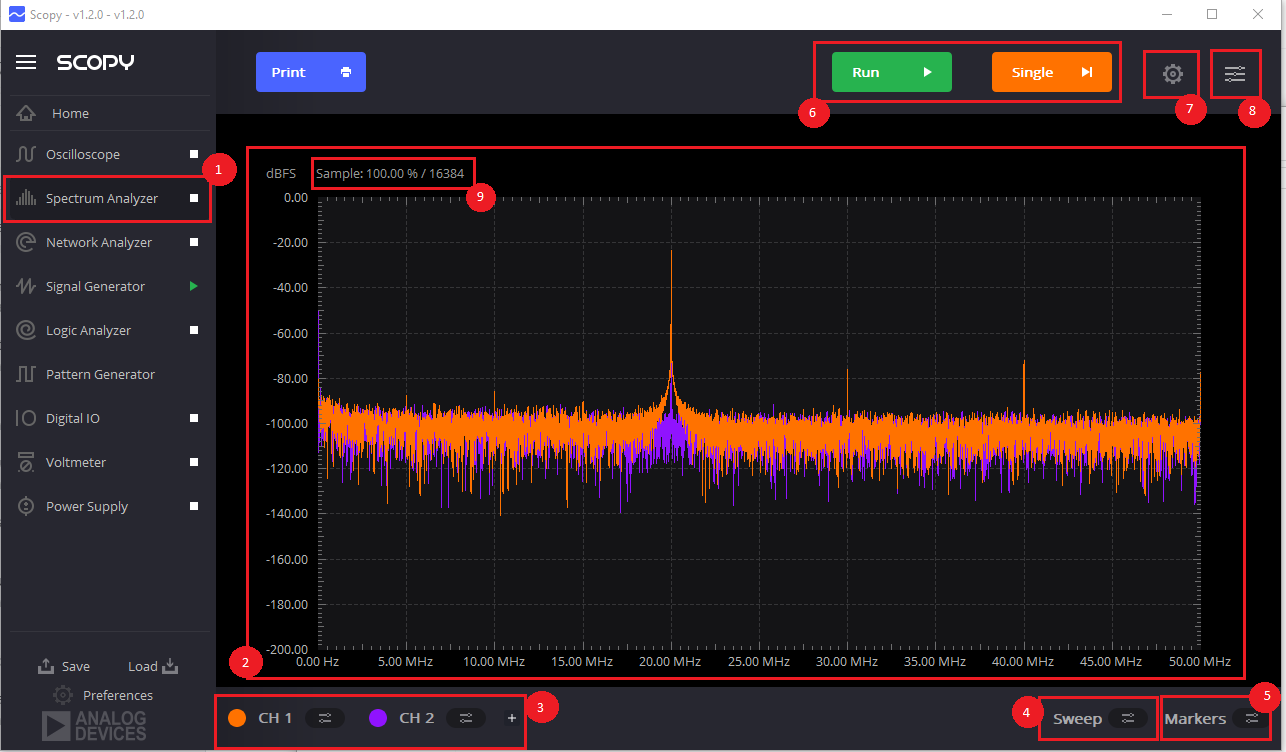 Scopy - v1.2.0 - v1.2.0
SCOPY
Print
Run
Single
6
7
8
Home
Oscilloscope
1
Spectrum Analyzer
Network Analyzer
Signal Generator
Logic Analyzer
Pattern Generator
Digital IO
Voltmeter
Power Supply
Save
Load
Preferences
ANALOG
DEVICES
dBFS
Sample: 100.00 % / 16384
9
0.00
-20.00
-40.00
-60.00
-80.00
-100.00
-120.00
-140.00
-160.00
-180.00
-200.00
2
0.00 Hz 5.00 MHz 10.00 MHz 15.00 MHz 20.00 MHz 25.00 MHz 30.00 MHz 35.00 MHz 40.00 MHz 45.00 MHz 50.00 MHz
CH 1
CH 2
+
3
4
Sweep
Markers
5